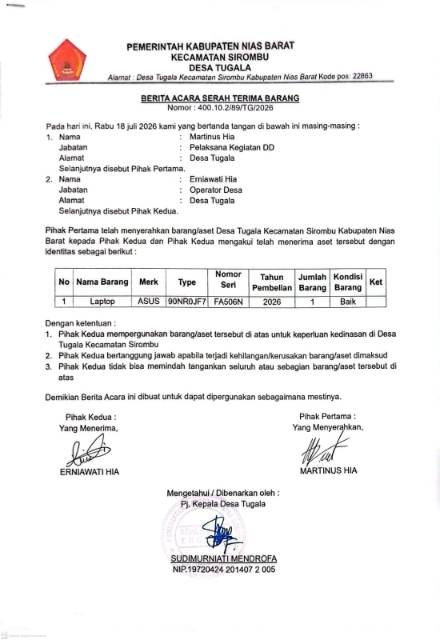 PEMERINTAH KABUPATEN NIAS BARAT
KECAMATAN SIROMBU
DESA TUGALA
Alamat : Desa Tugala Kecamatan Sirombu Kabupaten Nias Barat Kode pos: 22863
BERITA ACARA SERAH TERIMA BARANG
Nomor : 400.10.2/89/TG/2026
Pada hari ini, Rabu 18 juli 2026 kami yang bertanda tangan di bawah ini masing-masing :
1. Nama : Martinus Hia
Jabatan : Pelaksana Kegiatan DD
Alamat : Desa Tugala
Selanjutnya disebut Pihak Pertama.
2. Nama : Erniawati Hia
Jabatan : Operator Desa
Alamat : Desa Tugala
Selanjutnya disebut Pihak Kedua.
Pihak Pertama telah menyerahkan barang/aset Desa Tugala Kecamatan Sirombu Kabupaten Nias
Barat kepada Pihak Kedua dan Pihak Kedua mengakui telah menerima aset tersebut dengan
identitas sebagai berikut :
No Nama Barang Merk Type Nomor Seri Tahun Pembelian Jumlah Barang Kondisi Barang Ket
1 Laptop ASUS 90NR0JF7 FA506N 2026 1 Baik
Dengan ketentuan :
1. Pihak Kedua mempergunakan barang/aset tersebut di atas untuk keperluan kedinasan di Desa
Tugala Kecamatan Sirombu
2. Pihak Kedua bertanggung jawab apabila terjadi kehilangan/kerusakan barang/aset dimaksud
3. Pihak Kedua tidak bisa memindah tangankan seluruh atau sebagian barang/aset tersebut di
atas
Demikian Berita Acara ini dibuat untuk dapat dipergunakan sebagaimana mestinya.
Pihak Kedua : Pihak Pertama :
Yang Menerima, Yang Menyerahkan,
ERNIAWATI HIA MARTINUS HIA
Mengetahui / Dibenarkan oleh :
Pj. Kepala Desa Tugala
SUDIMURNIATI MENDROFA
NIP.19720424 201407 2 005